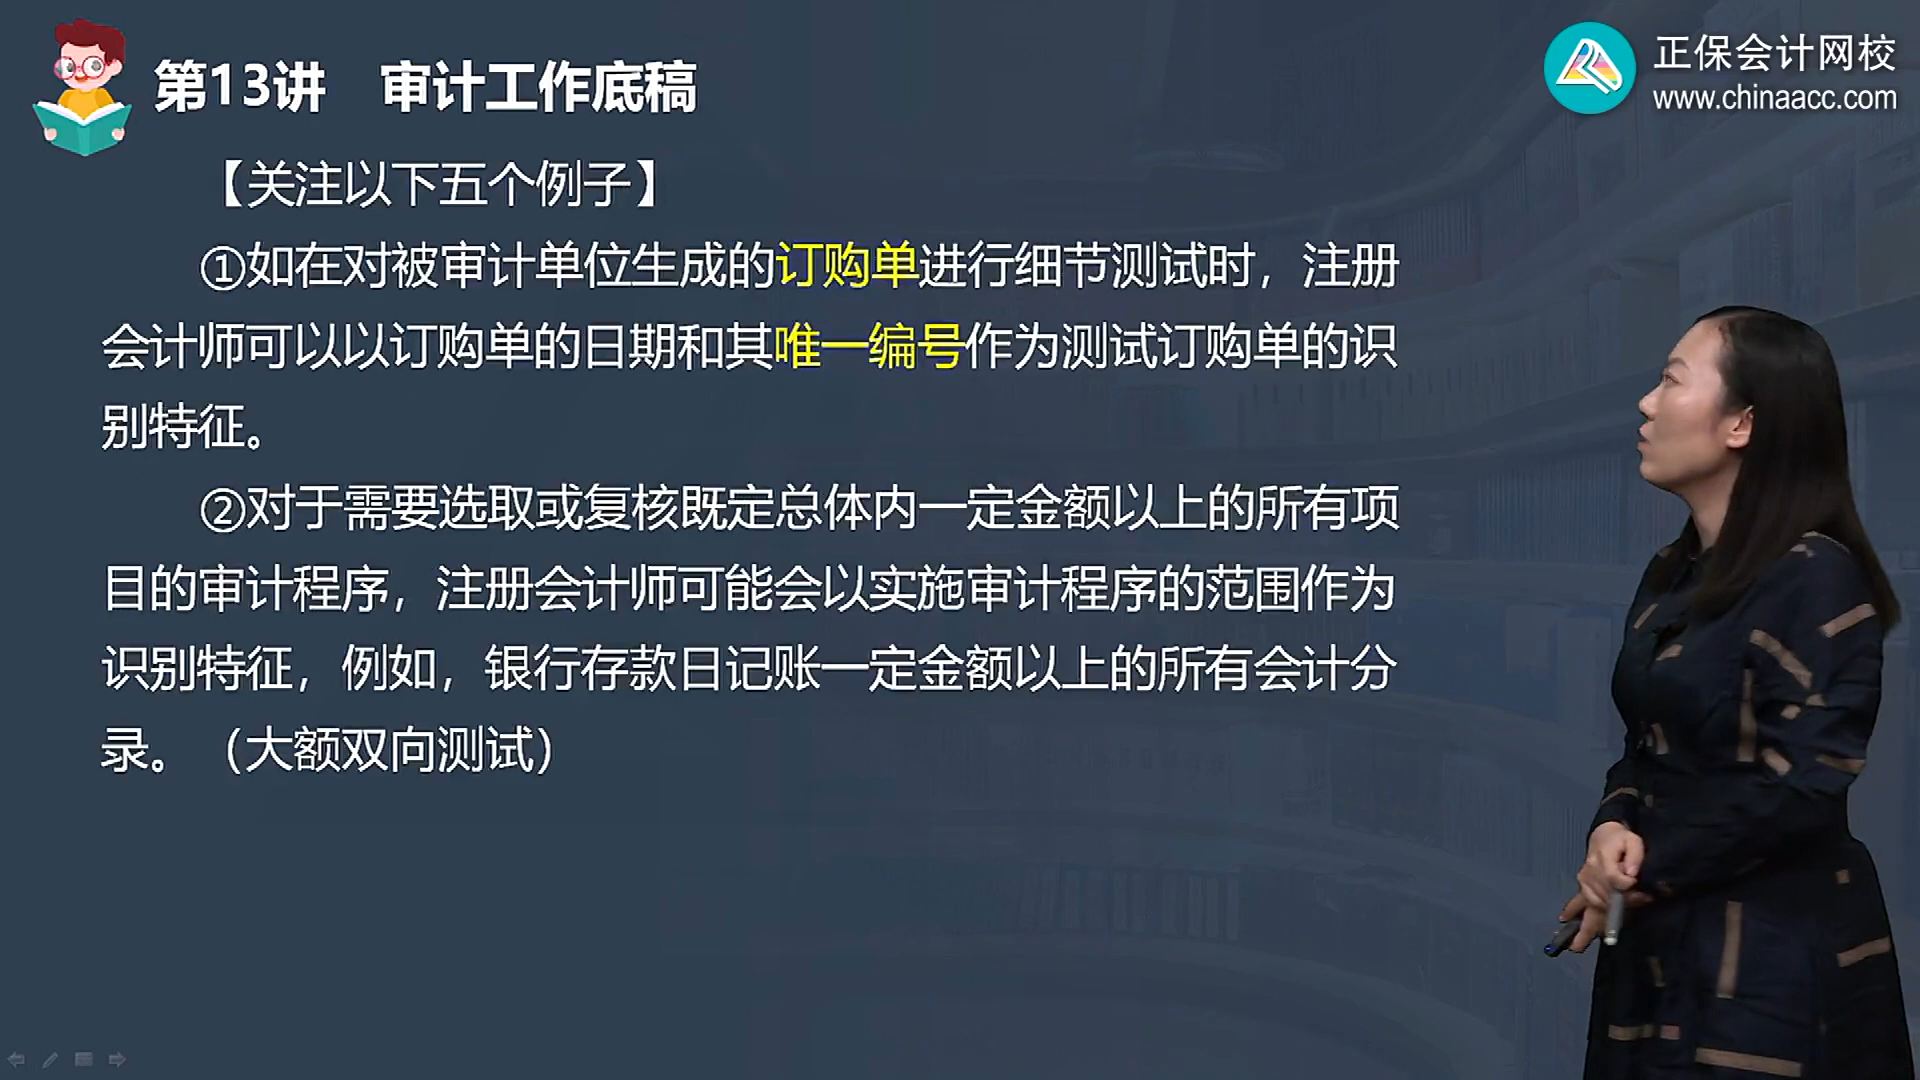 第13讲 审计工作底稿
正保会计网校
www.chinaacc.com
【关注以下五个例子】
①如在对被审计单位生成的订购单进行细节测试时，注册
会计师可以以订购单的日期和其唯一编号作为测试订购单的识
别特征。
②对于需要选取或复核既定总体内一定金额以上的所有项
目的审计程序，注册会计师可能会以实施审计程序的范围作为
识别特征，例如，银行存款日记账一定金额以上的所有会计分
录。（大额双向测试）